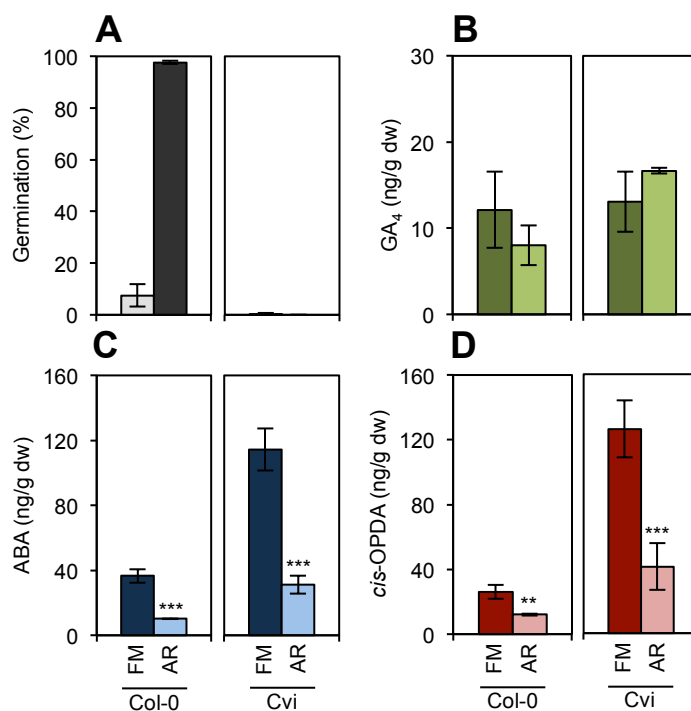 A
Germination (%)
100
80
60
40
20
0
B
GA₄ (ng/g dw)
30
20
10
0
C
ABA (ng/g dw)
160
120
80
40
0
***
***
FM
AR
FM
AR
Col-0
Cvi
D
cis-OPDA (ng/g dw)
160
120
80
40
0
**
***
FM
AR
FM
AR
Col-0
Cvi